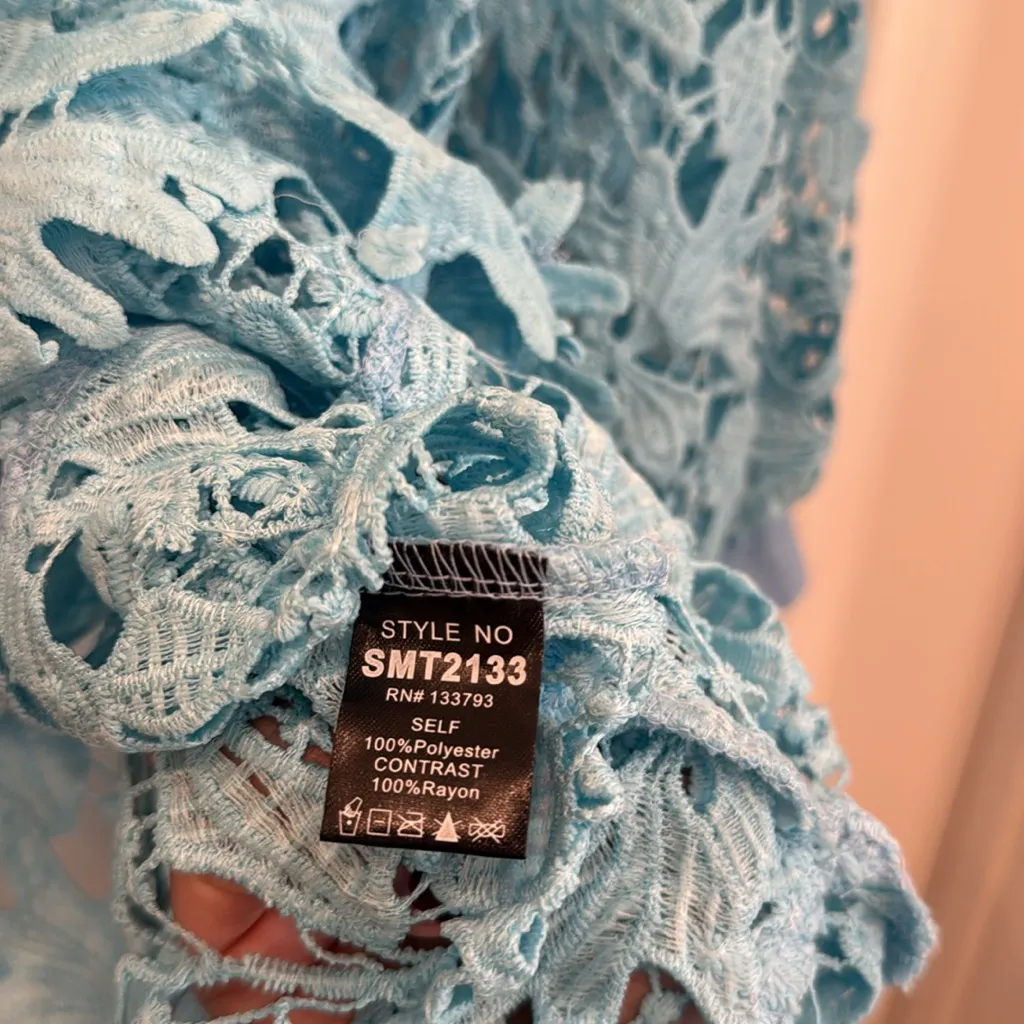 STYLE NO
SMT2133
RN# 133793
SELF
100%Polyester
CONTRAST
100%Rayon